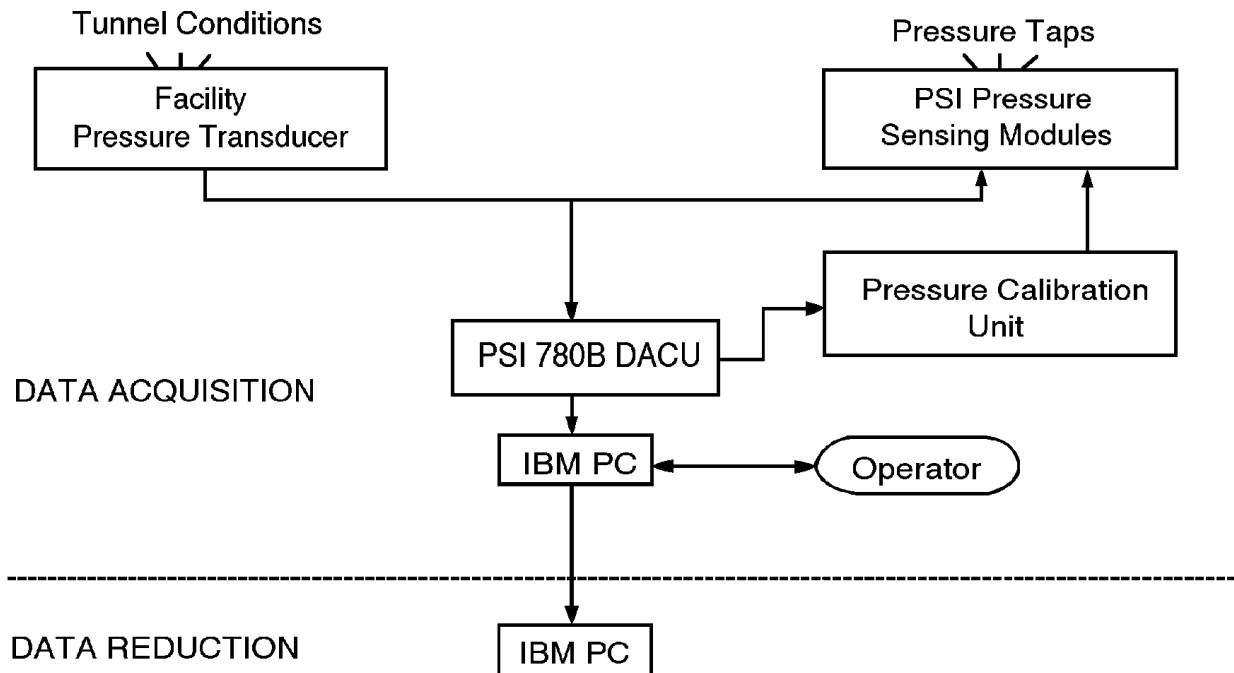 Tunnel Conditions
Facility
Pressure Transducer
Pressure Taps
PSI Pressure
Sensing Modules
Pressure Calibration
Unit
PSI 780B DACU
DATA ACQUISITION
IBM PC
Operator
DATA REDUCTION
IBM PC